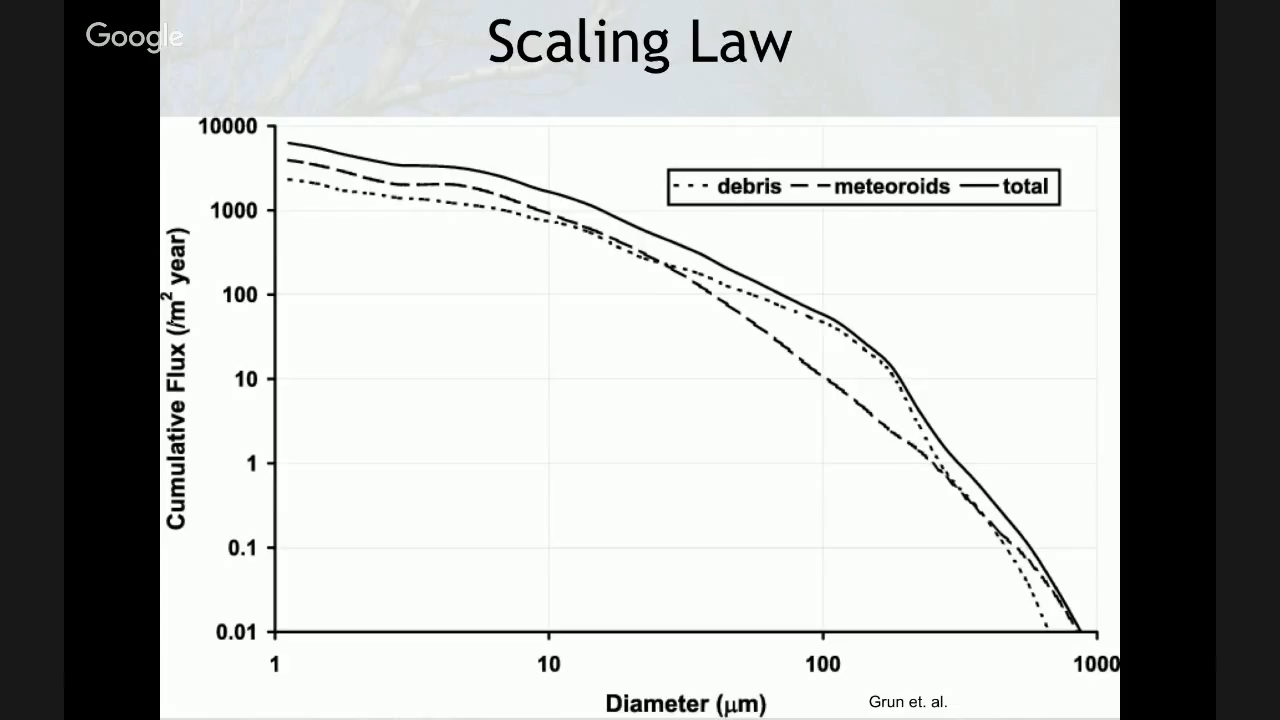 Google
Scaling Law
10000
1000
100
10
1
0.1
0.01
Cumulative Flux (/m² year)
debris meteoroids total
1 10 100 1000
Diameter (μm)
Grun et. al.